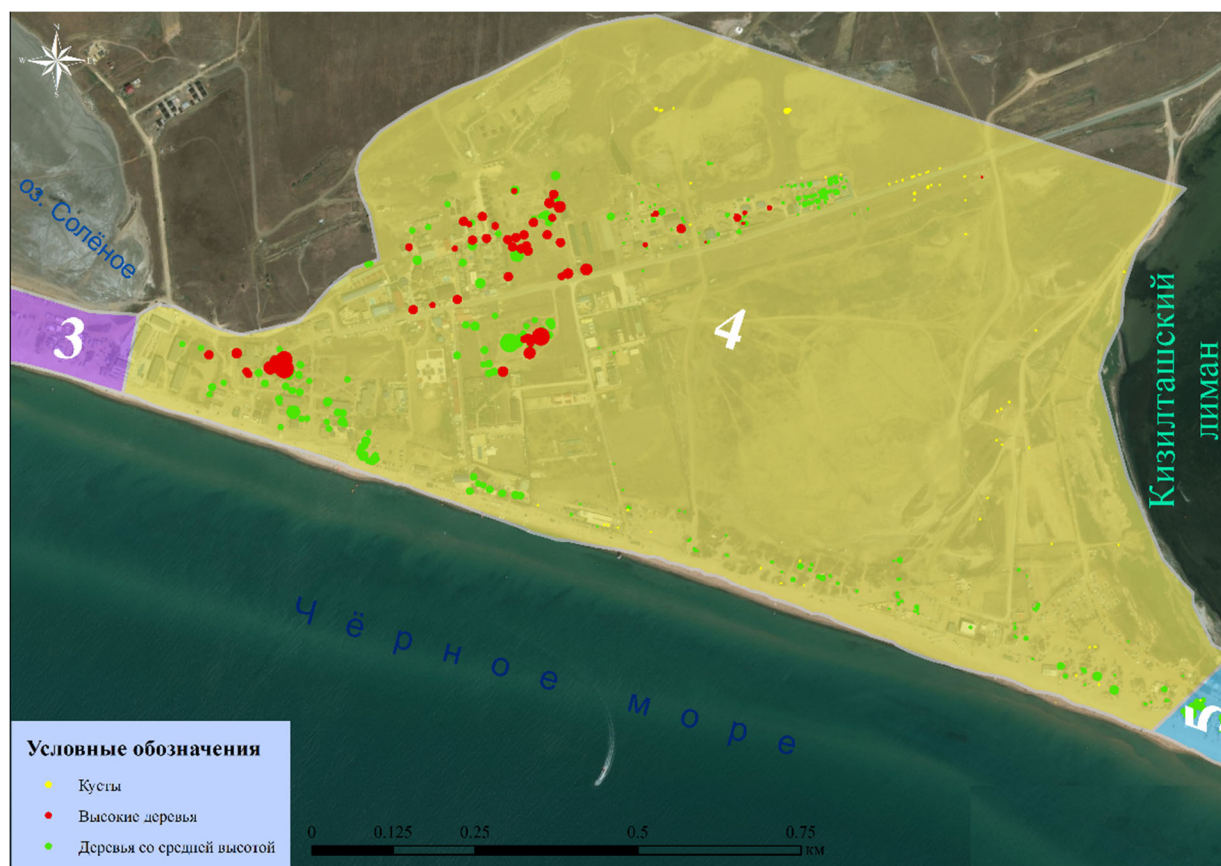 N
W E
S
оз. Солёное
3
4
Кизилташский
лиман
5
Чёрное море
Условные обозначения
Кусты
Высокие деревья
Деревья со средней высотой
0 0.125 0.25 0.5 0.75
км